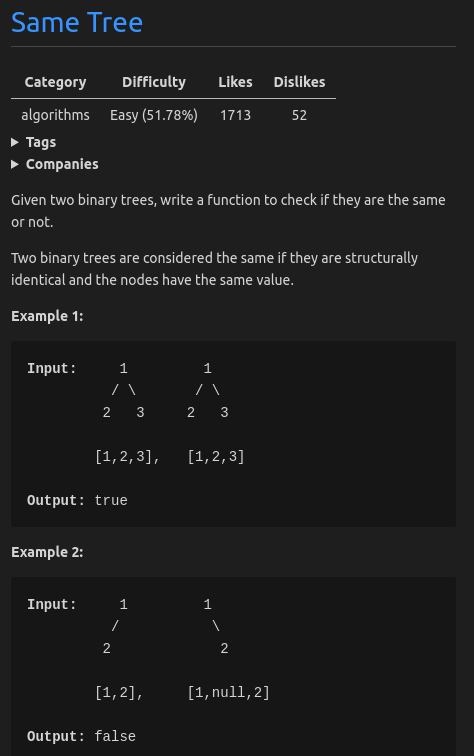 Same Tree
Category Difficulty Likes Dislikes
algorithms Easy (51.78%) 1713 52
▶ Tags
▶ Companies
Given two binary trees, write a function to check if they are the same
or not.
Two binary trees are considered the same if they are structurally
identical and the nodes have the same value.
Example 1:
Input:     1         1
          / \       / \
         2   3     2   3
        [1,2,3],   [1,2,3]
Output: true
Example 2:
Input:     1         1
          /           \
         2             2
        [1,2],     [1,null,2]
Output: false